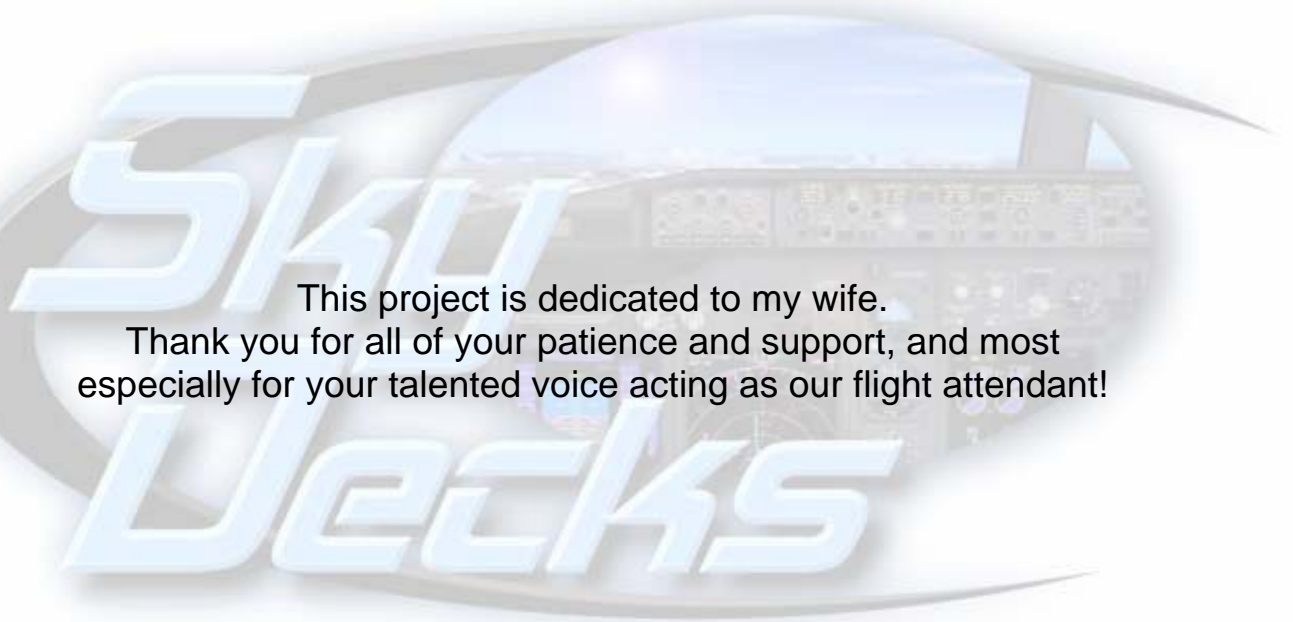 Sky
This project is dedicated to my wife.
Thank you for all of your patience and support, and most
especially for your talented voice acting as our flight attendant!
Decks